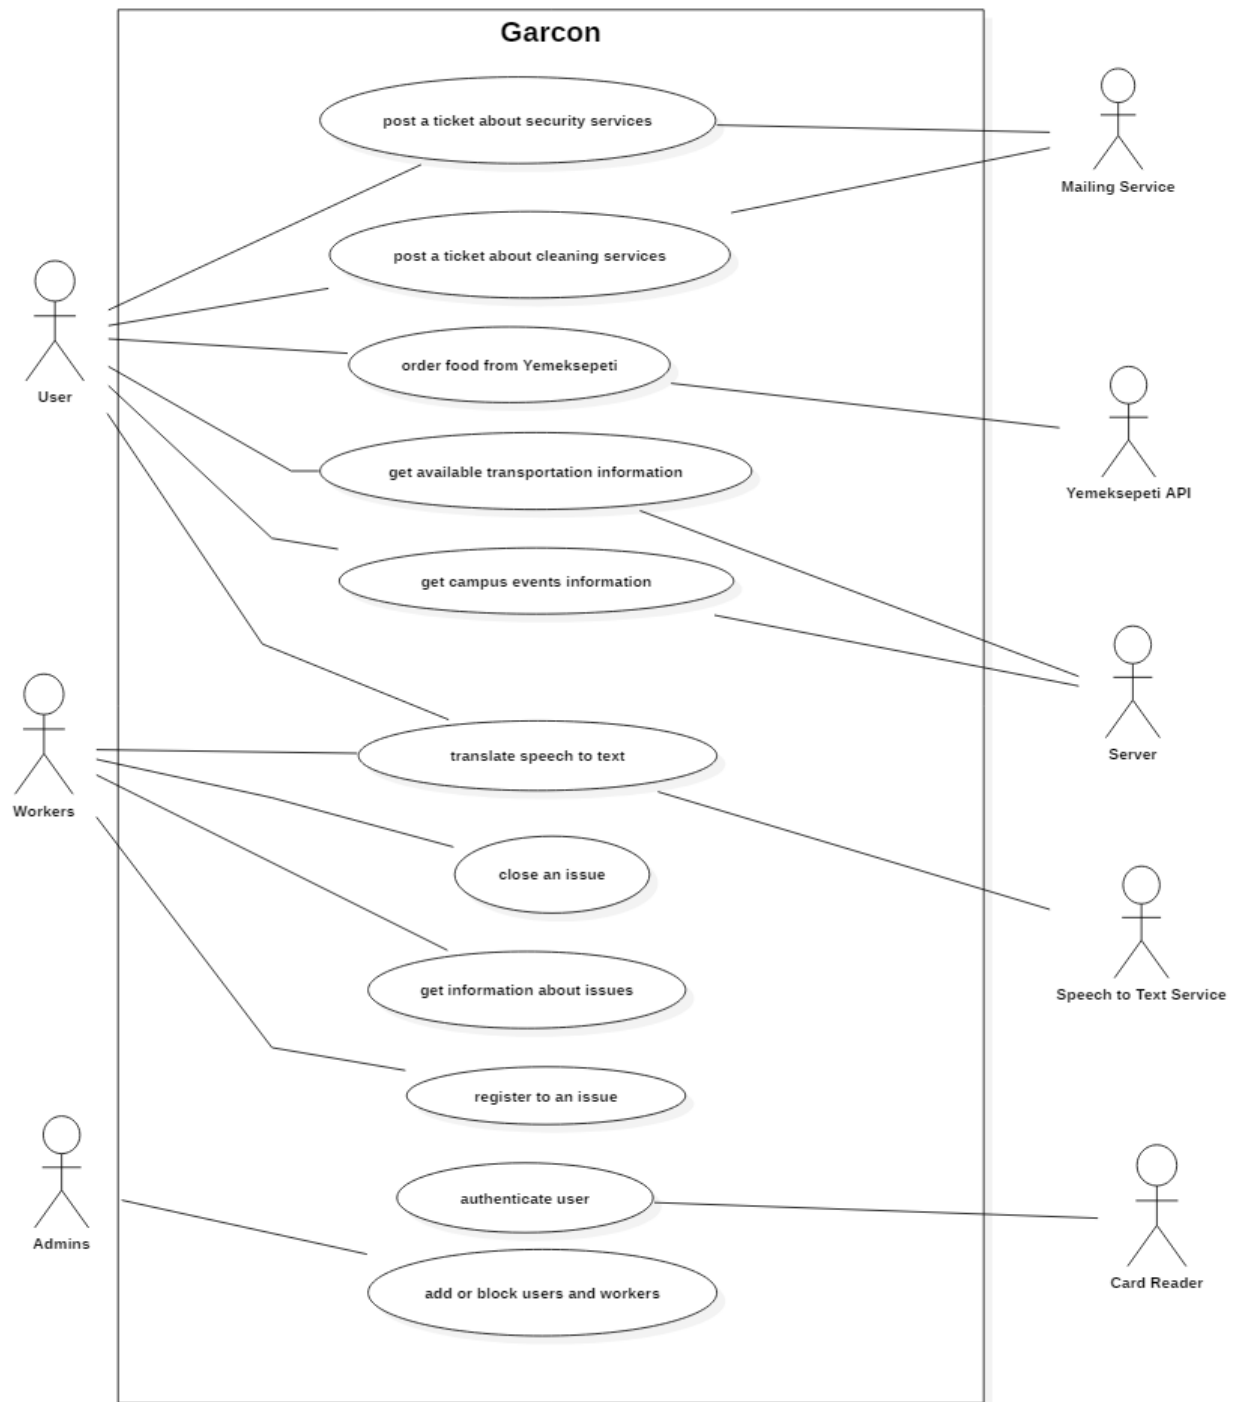 Garcon
post a ticket about security services
Mailing Service
post a ticket about cleaning services
order food from Yemeksepeti
User
get available transportation information
Yemeksepeti API
get campus events information
translate speech to text
Server
Workers
close an issue
get information about issues
Speech to Text Service
register to an issue
authenticate user
Admins
Card Reader
add or block users and workers